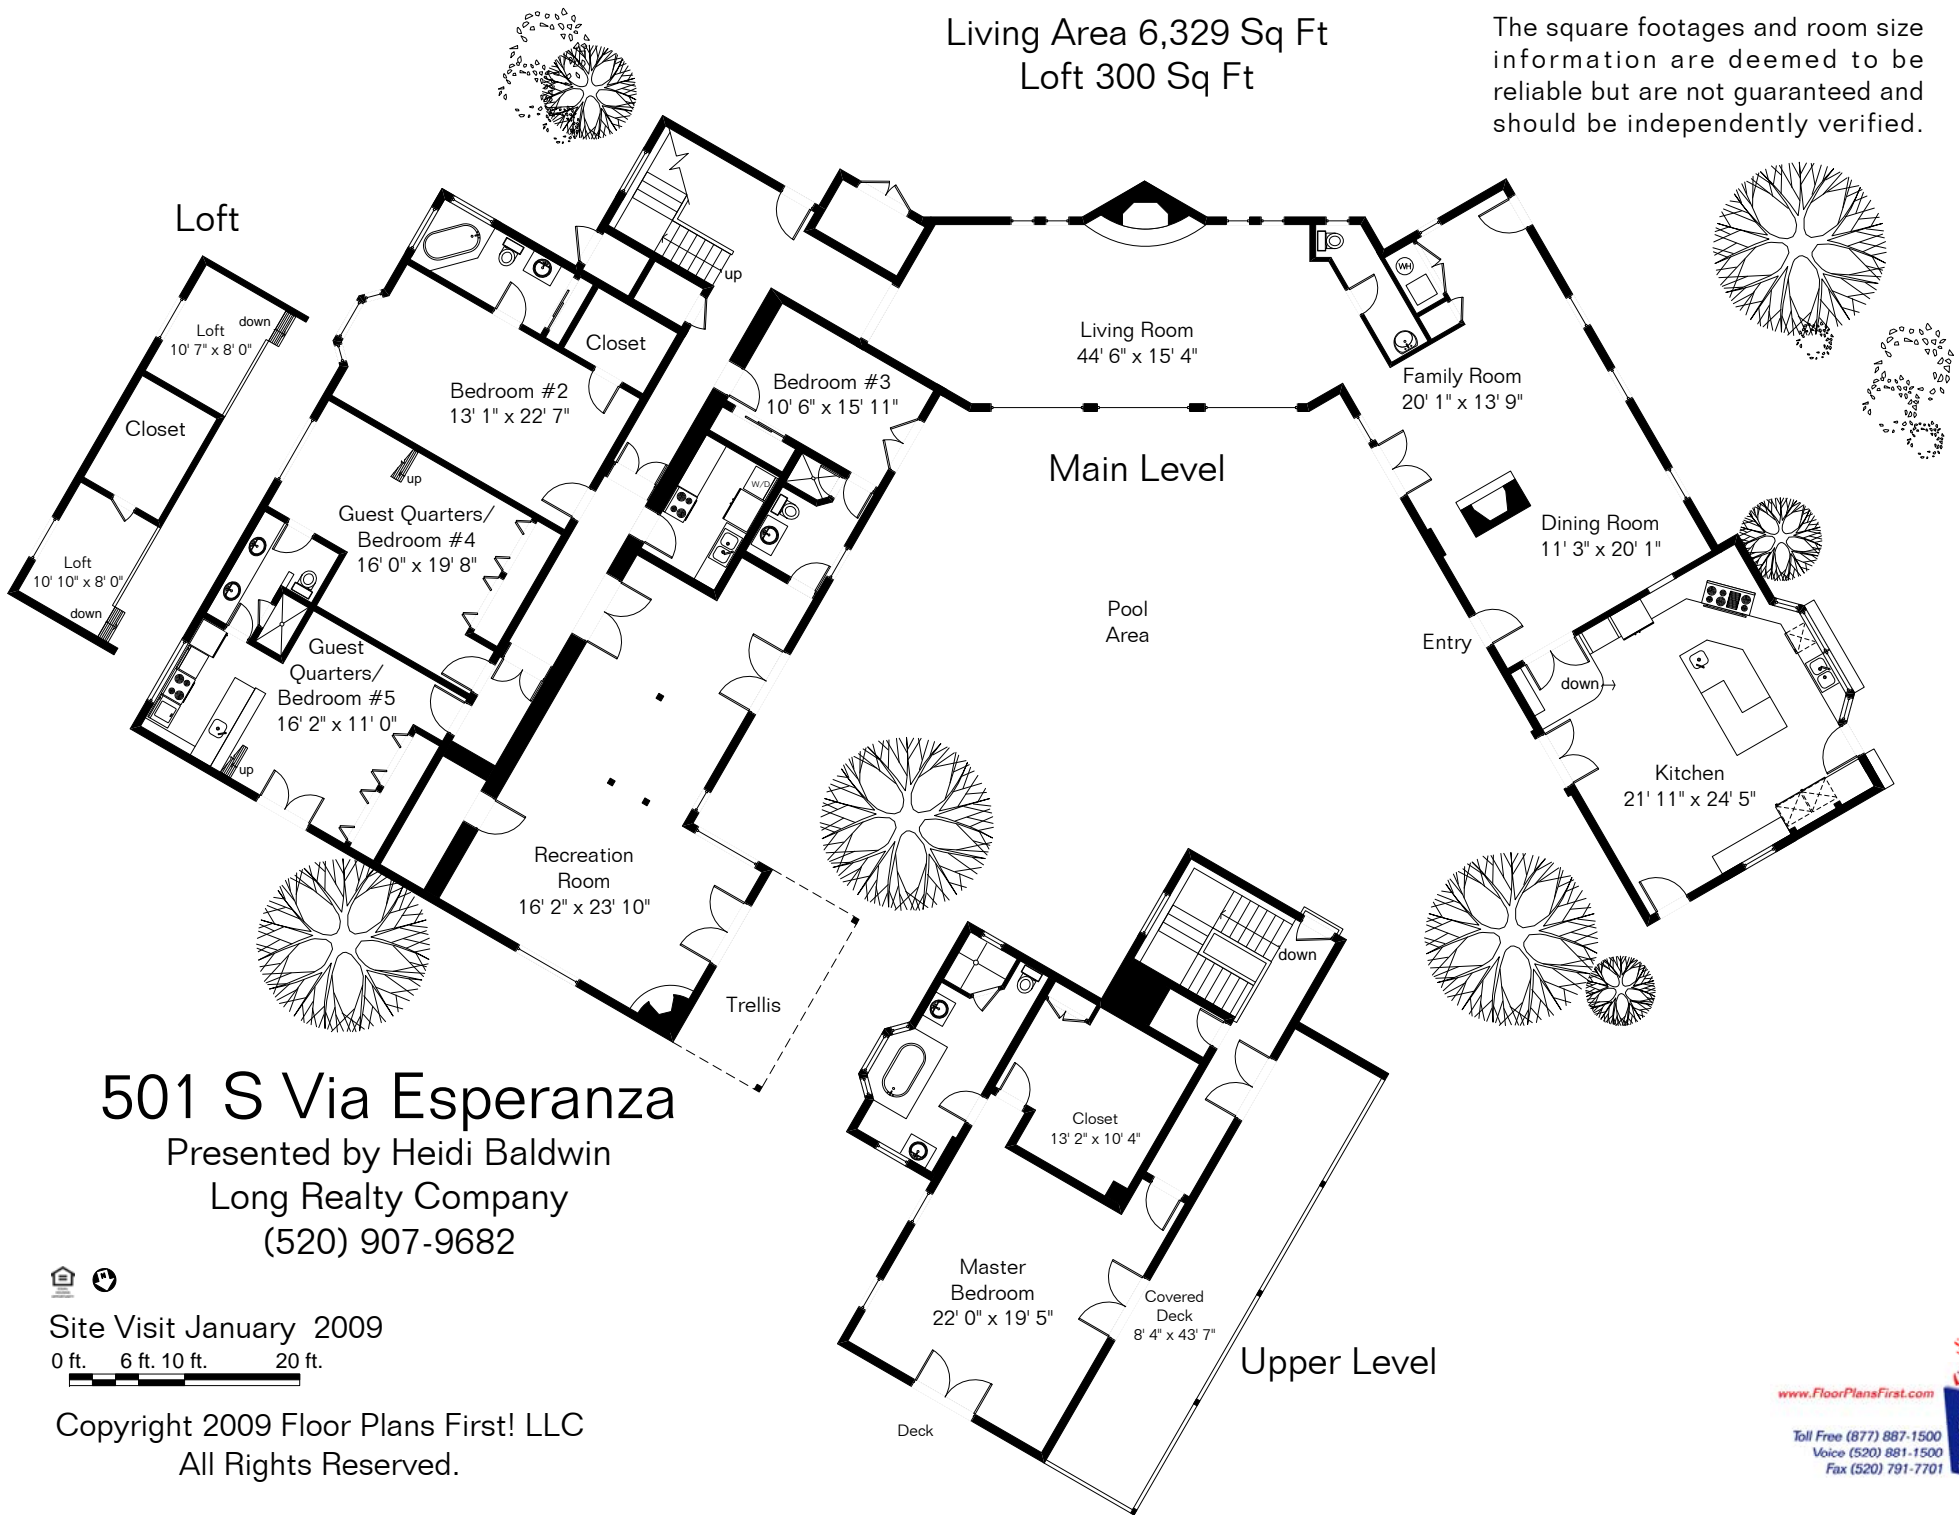 Living Area 6,329 Sq Ft
Loft 300 Sq Ft
The square footages and room size
information are deemed to be
reliable but are not guaranteed and
should be independently verified.
Loft
Loft
10' 7" x 8' 0"
down
Closet
Loft
10' 10" x 8' 0"
down
up
Closet
Bedroom #2
13' 1" x 22' 7"
Bedroom #3
10' 6" x 15' 11"
Living Room
44' 6" x 15' 4"
WH
Family Room
20' 1" x 13' 9"
Main Level
up
W/D
Guest Quarters/
Bedroom #4
16' 0" x 19' 8"
Dining Room
11' 3" x 20' 1"
Pool
Area
Entry
Guest
Quarters/
Bedroom #5
16' 2" x 11' 0"
up
down
Kitchen
21' 11" x 24' 5"
Recreation
Room
16' 2" x 23' 10"
Trellis
down
Closet
13' 2" x 10' 4"
Master
Bedroom
22' 0" x 19' 5"
Covered
Deck
8' 4" x 43' 7"
Upper Level
Deck
501 S Via Esperanza
Presented by Heidi Baldwin
Long Realty Company
(520) 907-9682
Site Visit January 2009
0 ft. 6 ft. 10 ft. 20 ft.
Copyright 2009 Floor Plans First! LLC
All Rights Reserved.
www.FloorPlansFirst.com
Toll Free (877) 887-1500
Voice (520) 881-1500
Fax (520) 791-7701